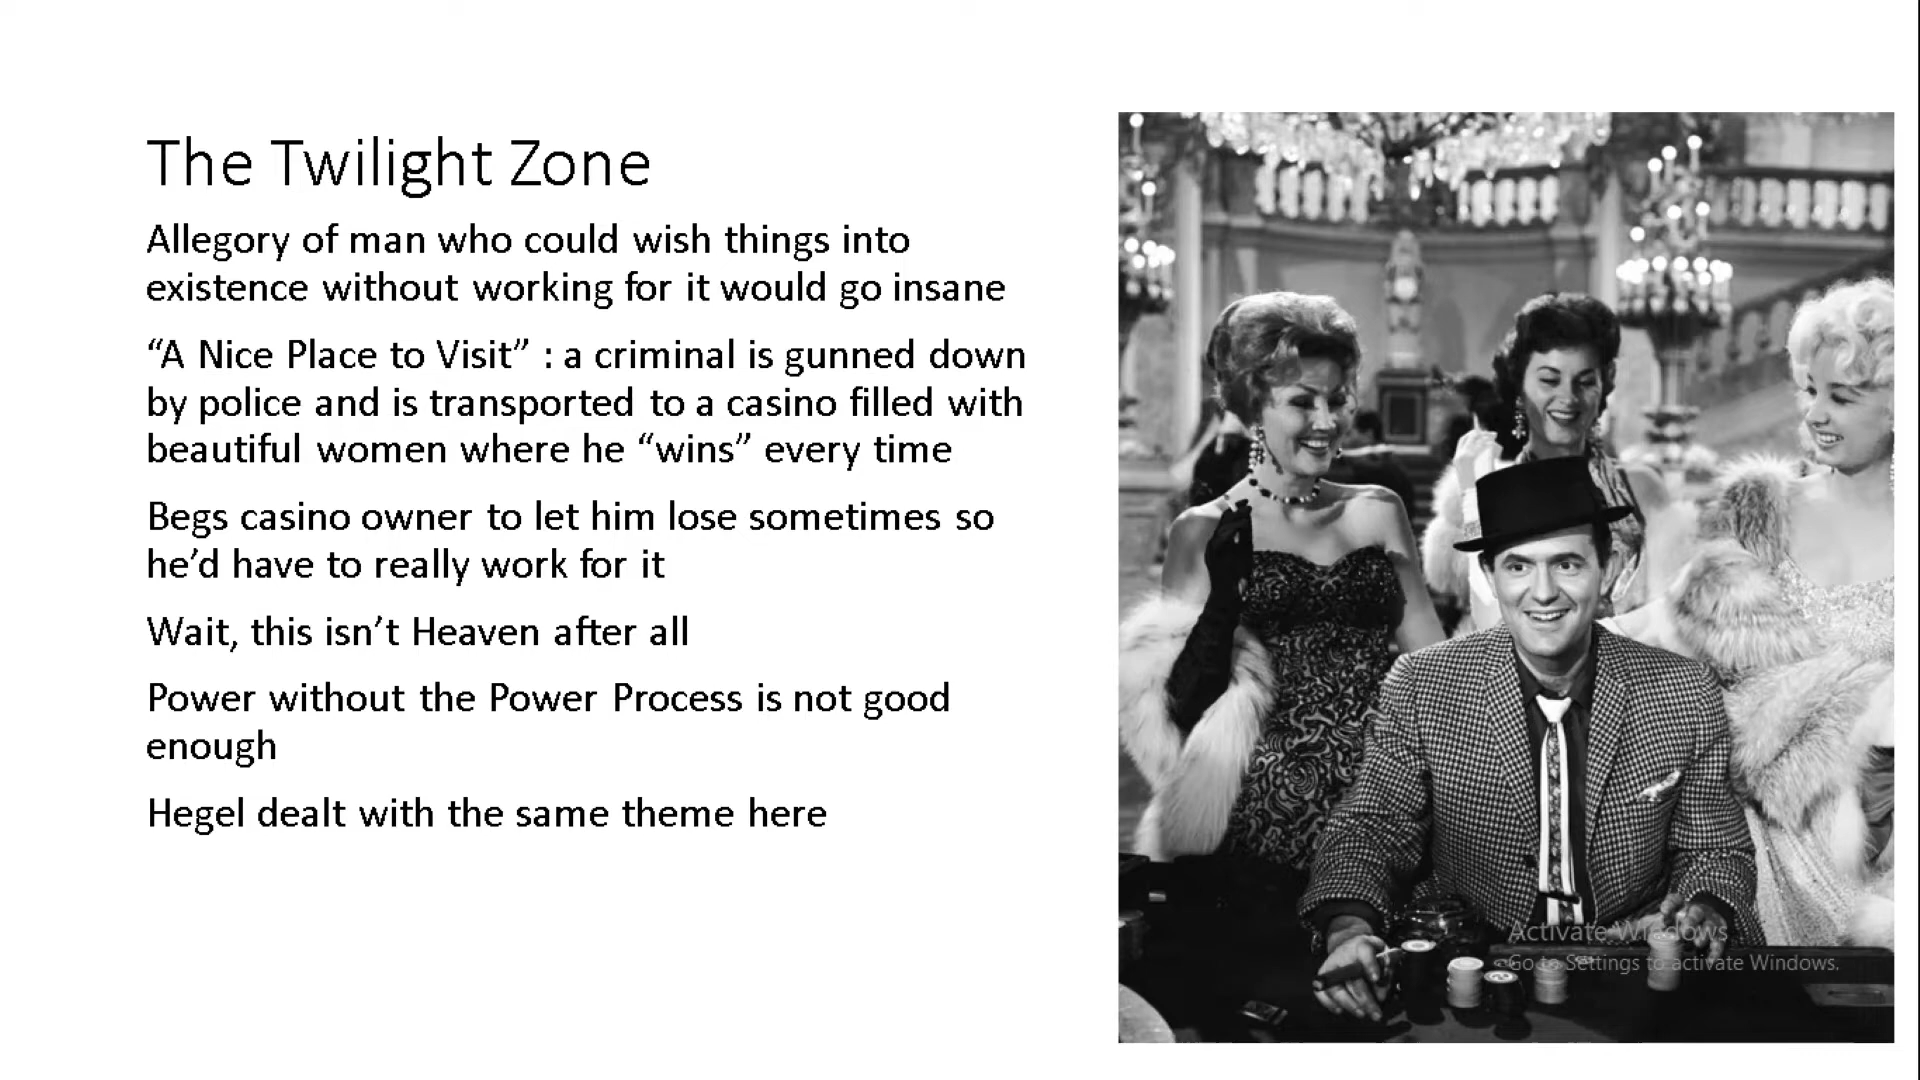 The Twilight Zone
Allegory of man who could wish things into
existence without working for it would go insane
“A Nice Place to Visit” : a criminal is gunned down
by police and is transported to a casino filled with
beautiful women where he “wins” every time
Begs casino owner to let him lose sometimes so
he’d have to really work for it
Wait, this isn’t Heaven after all
Power without the Power Process is not good
enough
Hegel dealt with the same theme here
Activate Windows
Go to Settings to activate Windows.